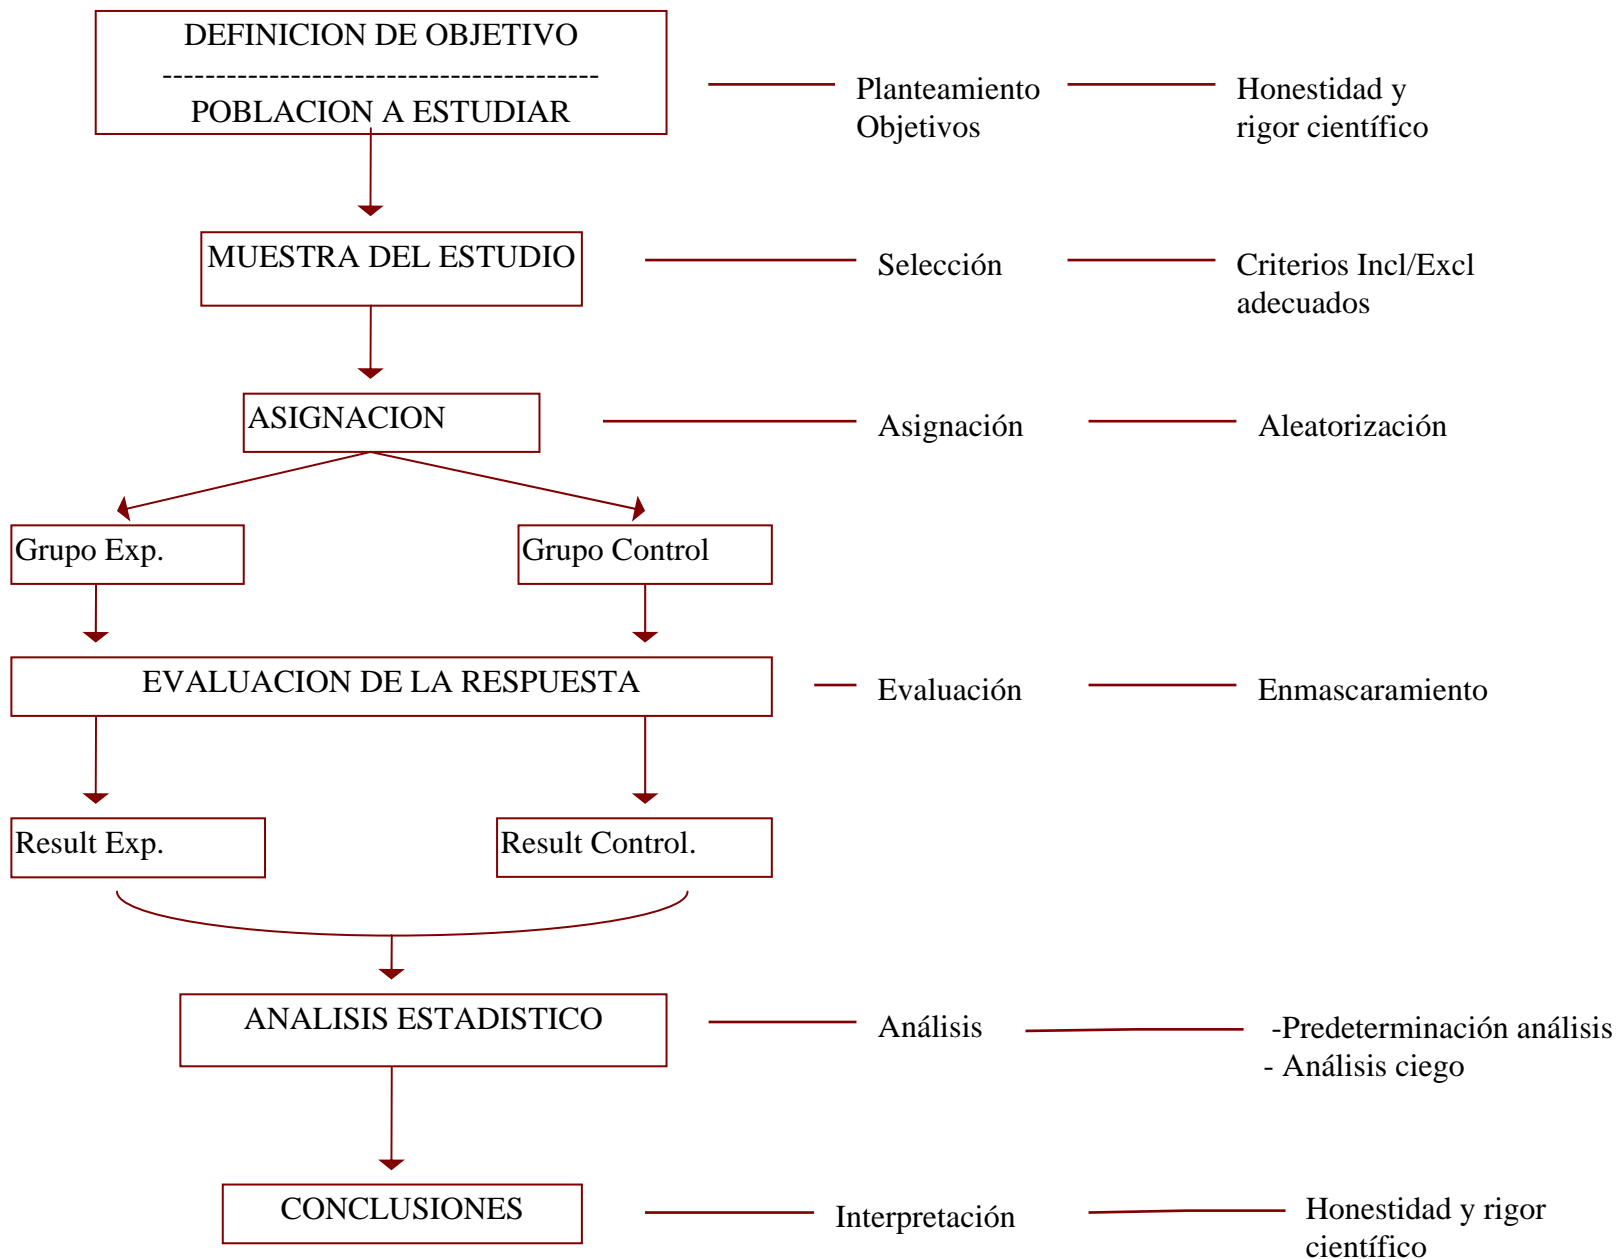 DEFINICION DE OBJETIVO
-----------------------------------------
POBLACION A ESTUDIAR
Planteamiento
Objetivos
Honestidad y
rigor científico
MUESTRA DEL ESTUDIO
Selección
Criterios Incl/Excl
adecuados
ASIGNACION
Asignación
Aleatorización
Grupo Exp.
Grupo Control
EVALUACION DE LA RESPUESTA
Evaluación
Enmascaramiento
Result Exp.
Result Control.
ANALISIS ESTADISTICO
Análisis
-Predeterminación análisis
- Análisis ciego
CONCLUSIONES
Interpretación
Honestidad y rigor
científico